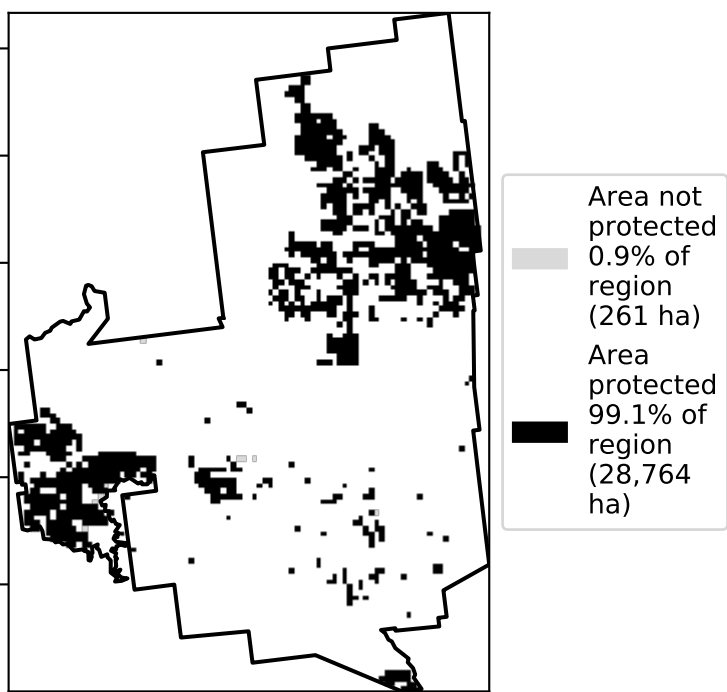 Area not
protected
0.9% of
region
(261 ha)
Area
protected
99.1% of
region
(28,764
ha)